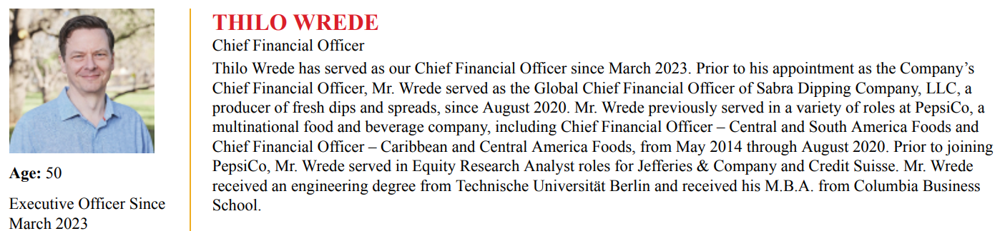 THILO WREDE
Chief Financial Officer
Thilo Wrede has served as our Chief Financial Officer since March 2023. Prior to his appointment as the Company’s
Chief Financial Officer, Mr. Wrede served as the Global Chief Financial Officer of Sabra Dipping Company, LLC, a
producer of fresh dips and spreads, since August 2020. Mr. Wrede previously served in a variety of roles at PepsiCo, a
multinational food and beverage company, including Chief Financial Officer – Central and South America Foods and
Chief Financial Officer – Caribbean and Central America Foods, from May 2014 through August 2020. Prior to joining
PepsiCo, Mr. Wrede served in Equity Research Analyst roles for Jefferies & Company and Credit Suisse. Mr. Wrede
received an engineering degree from Technische Universität Berlin and received his M.B.A. from Columbia Business
School.
Age: 50
Executive Officer Since
March 2023